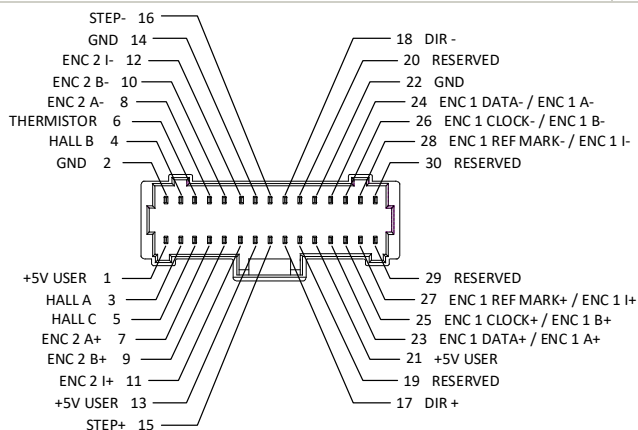 STEP- 16
GND 14
ENC 2 I- 12
ENC 2 B- 10
ENC 2 A- 8
THERMISTOR 6
HALL B 4
GND 2
18 DIR -
20 RESERVED
22 GND
24 ENC 1 DATA- / ENC 1 A-
26 ENC 1 CLOCK- / ENC 1 B-
28 ENC 1 REF MARK- / ENC 1 I-
30 RESERVED
+5V USER 1
HALL A 3
HALL C 5
ENC 2 A+ 7
ENC 2 B+ 9
ENC 2 I+ 11
+5V USER 13
STEP+ 15
29 RESERVED
27 ENC 1 REF MARK+ / ENC 1 I+
25 ENC 1 CLOCK+ / ENC 1 B+
23 ENC 1 DATA+ / ENC 1 A+
21 +5V USER
19 RESERVED
17 DIR +